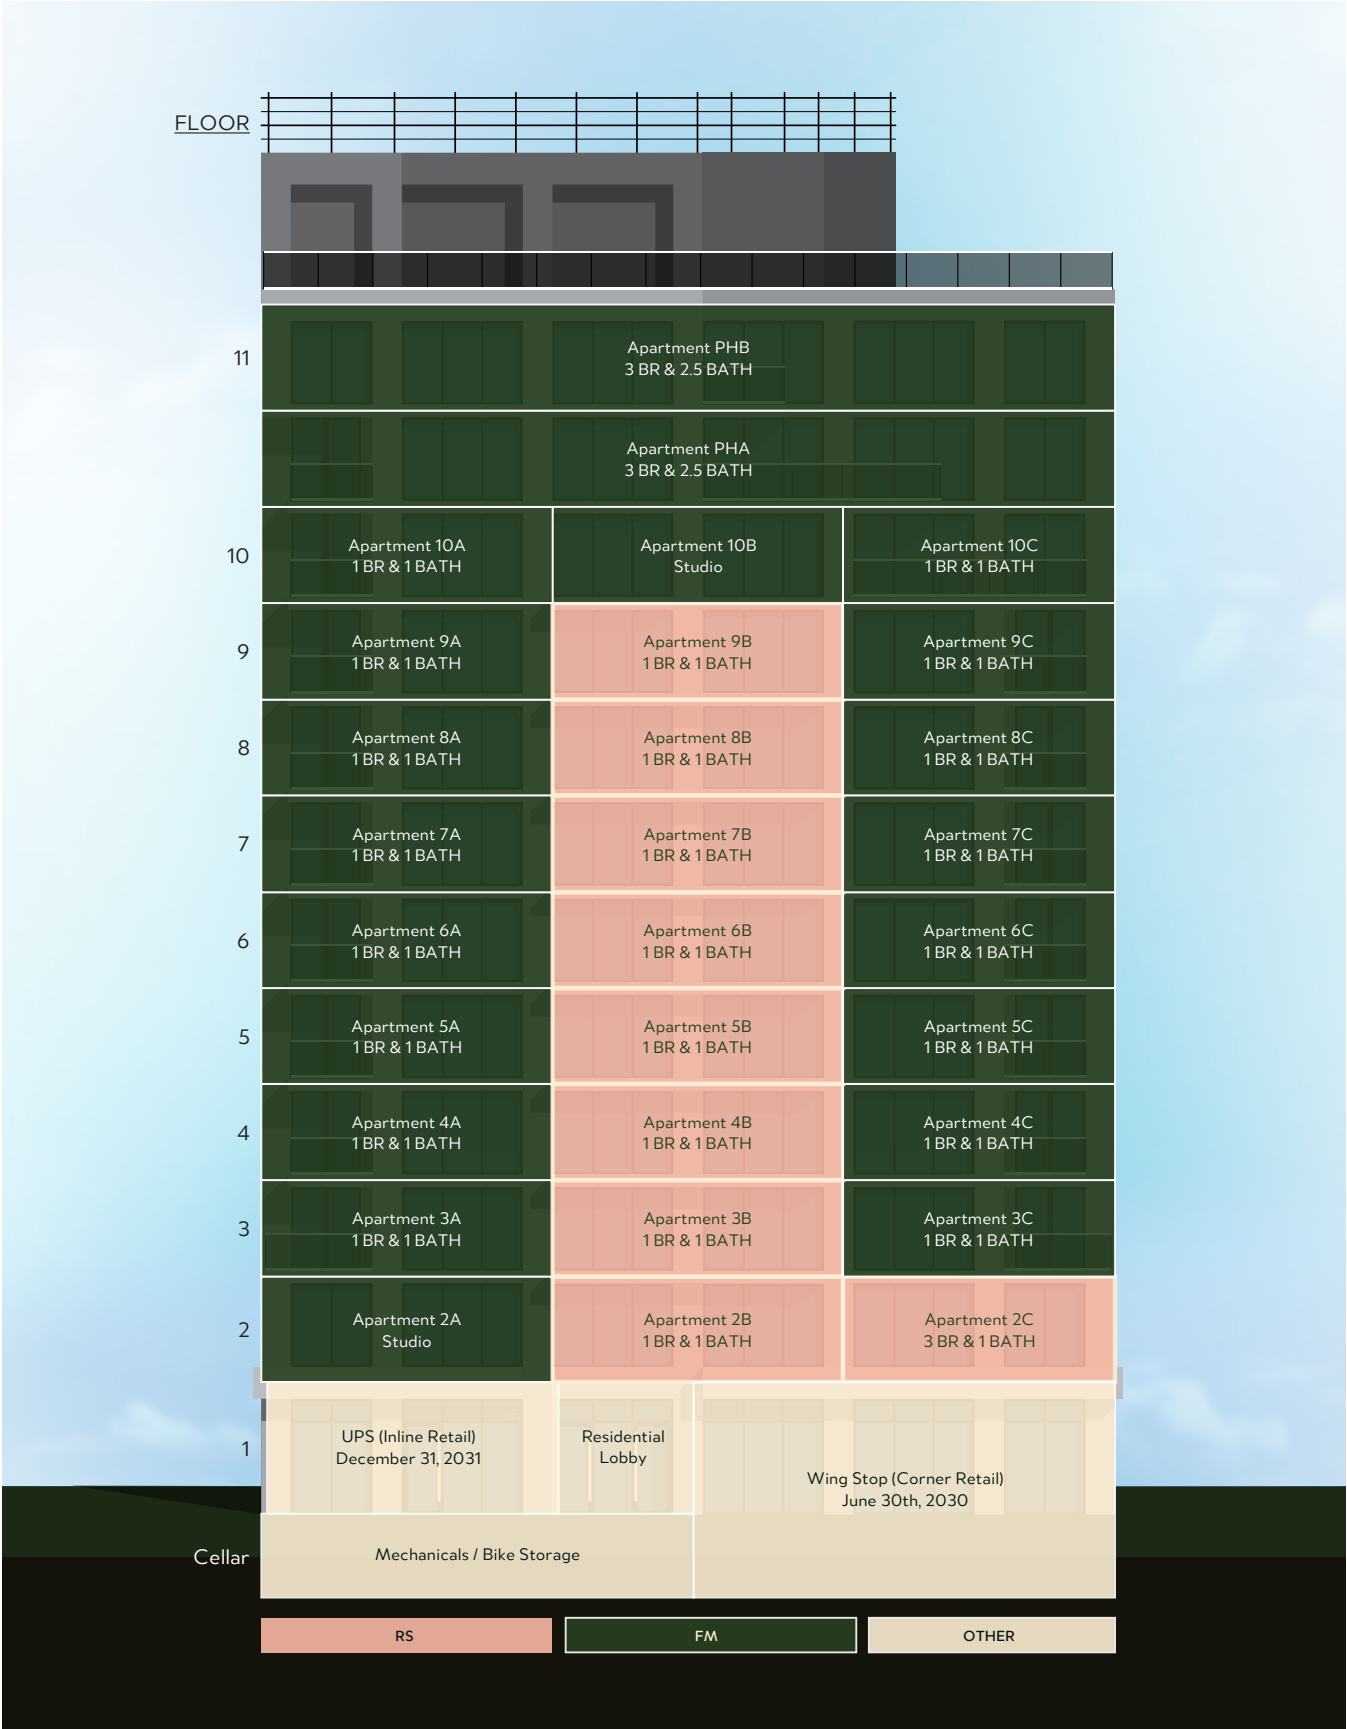 FLOOR
11
Apartment PHB
3 BR & 2.5 BATH
Apartment PHA
3 BR & 2.5 BATH
10
Apartment 10A
1 BR & 1 BATH
Apartment 10B
Studio
Apartment 10C
1 BR & 1 BATH
9
Apartment 9A
1 BR & 1 BATH
Apartment 9B
1 BR & 1 BATH
Apartment 9C
1 BR & 1 BATH
8
Apartment 8A
1 BR & 1 BATH
Apartment 8B
1 BR & 1 BATH
Apartment 8C
1 BR & 1 BATH
7
Apartment 7A
1 BR & 1 BATH
Apartment 7B
1 BR & 1 BATH
Apartment 7C
1 BR & 1 BATH
6
Apartment 6A
1 BR & 1 BATH
Apartment 6B
1 BR & 1 BATH
Apartment 6C
1 BR & 1 BATH
5
Apartment 5A
1 BR & 1 BATH
Apartment 5B
1 BR & 1 BATH
Apartment 5C
1 BR & 1 BATH
4
Apartment 4A
1 BR & 1 BATH
Apartment 4B
1 BR & 1 BATH
Apartment 4C
1 BR & 1 BATH
3
Apartment 3A
1 BR & 1 BATH
Apartment 3B
1 BR & 1 BATH
Apartment 3C
1 BR & 1 BATH
2
Apartment 2A
Studio
Apartment 2B
1 BR & 1 BATH
Apartment 2C
3 BR & 1 BATH
1
UPS (Inline Retail)
December 31, 2031
Residential
Lobby
Wing Stop (Corner Retail)
June 30th, 2030
Cellar
Mechanicals / Bike Storage
RS
FM
OTHER